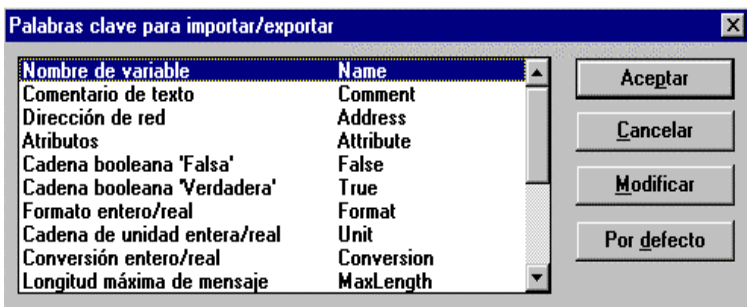 Palabras clave para importar/exportar
Nombre de variable Name
Comentario de texto Comment
Dirección de red Address
Atributos Attribute
Cadena booleana 'Falsa' False
Cadena booleana 'Verdadera' True
Formato entero/real Format
Cadena de unidad entera/real Unit
Conversión entero/real Conversion
Longitud máxima de mensaje MaxLength
Aceptar
Cancelar
Modificar
Por defecto